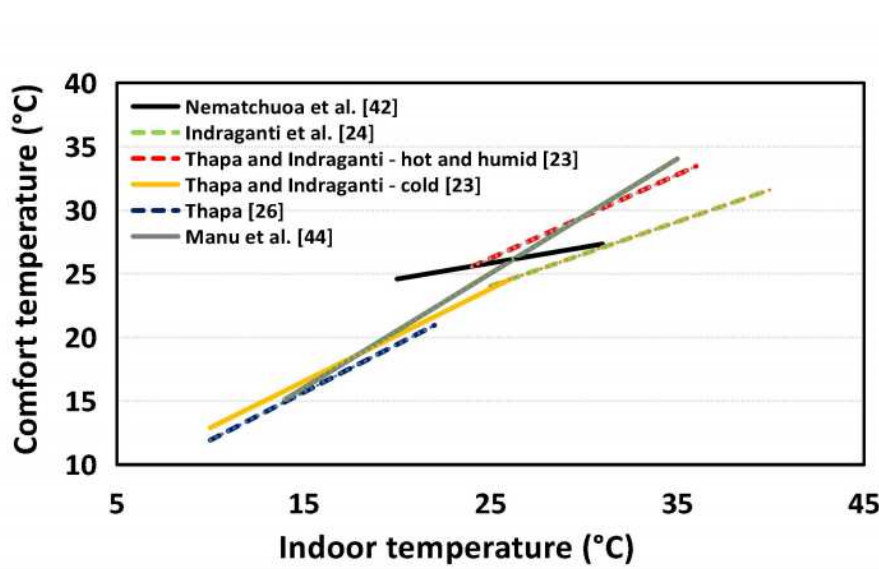 40
35
30
25
20
15
10
Comfort temperature (°C)
Nematchuoa et al. [42]
Indraganti et al. [24]
Thapa and Indraganti - hot and humid [23]
Thapa and Indraganti - cold [23]
Thapa [26]
Manu et al. [44]
5 15 25 35 45
Indoor temperature (°C)